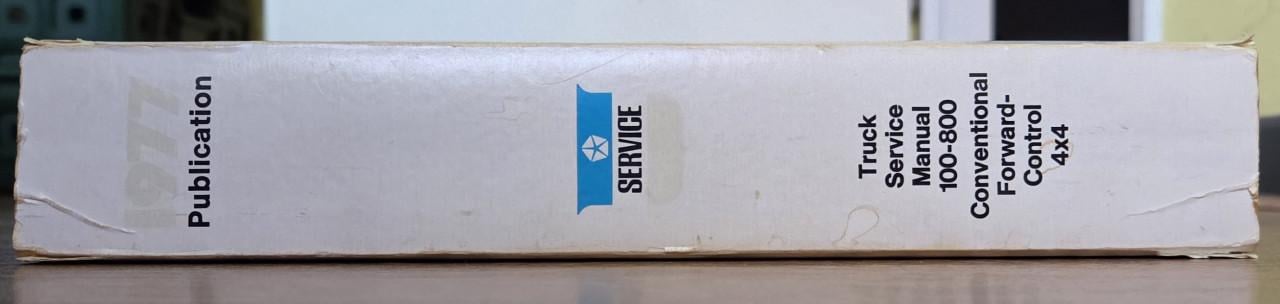 1977
Publication
SERVICE
Truck
Service
Manual
100-800
Conventional
Forward-
Control
4x4